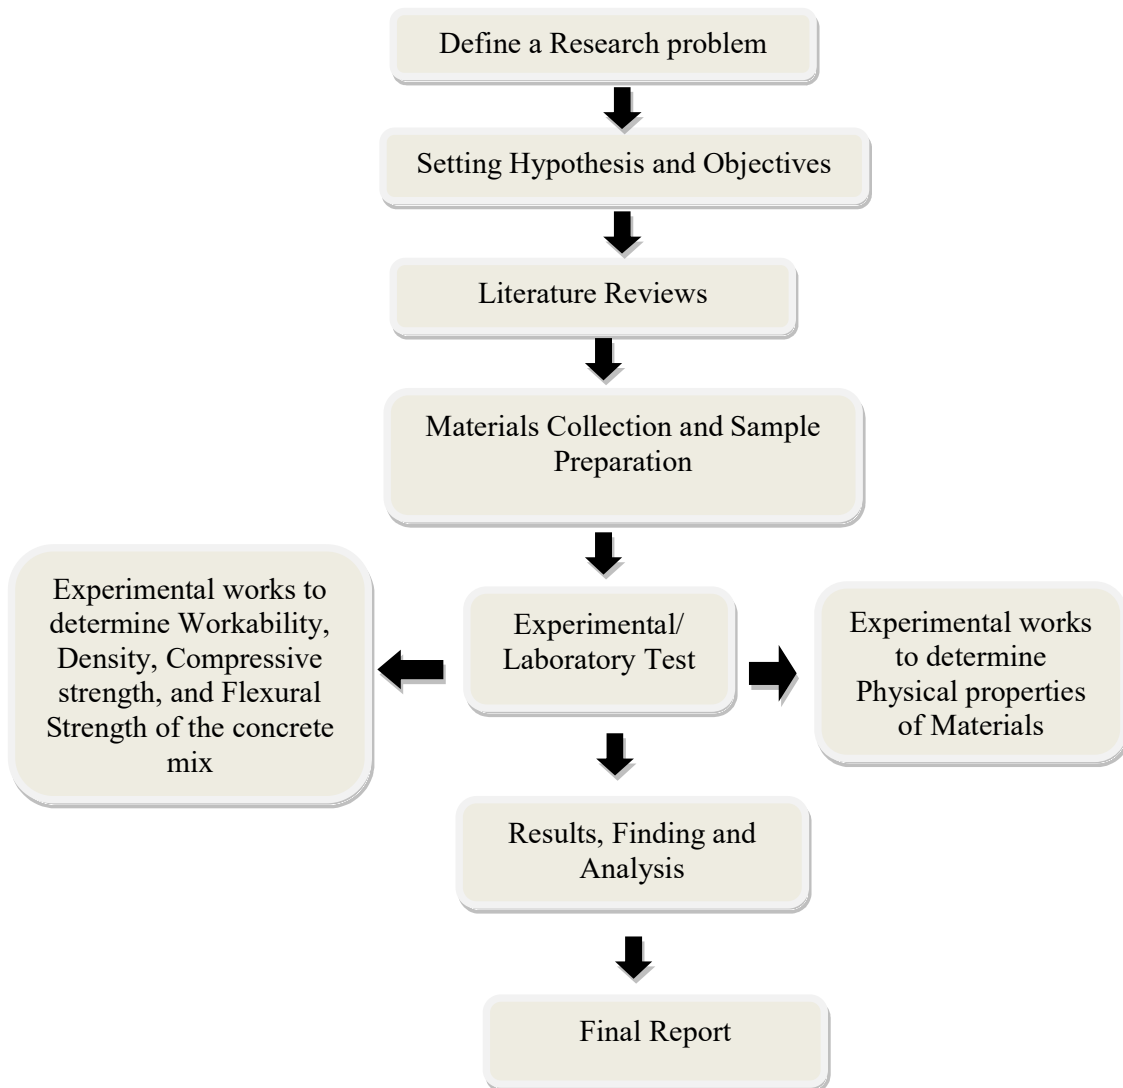 Define a Research problem
Setting Hypothesis and Objectives
Literature Reviews
Materials Collection and Sample
Preparation
Experimental works to
determine Workability,
Density, Compressive
strength, and Flexural
Strength of the concrete
mix
Experimental/
Laboratory Test
Experimental works
to determine
Physical properties
of Materials
Results, Finding and
Analysis
Final Report